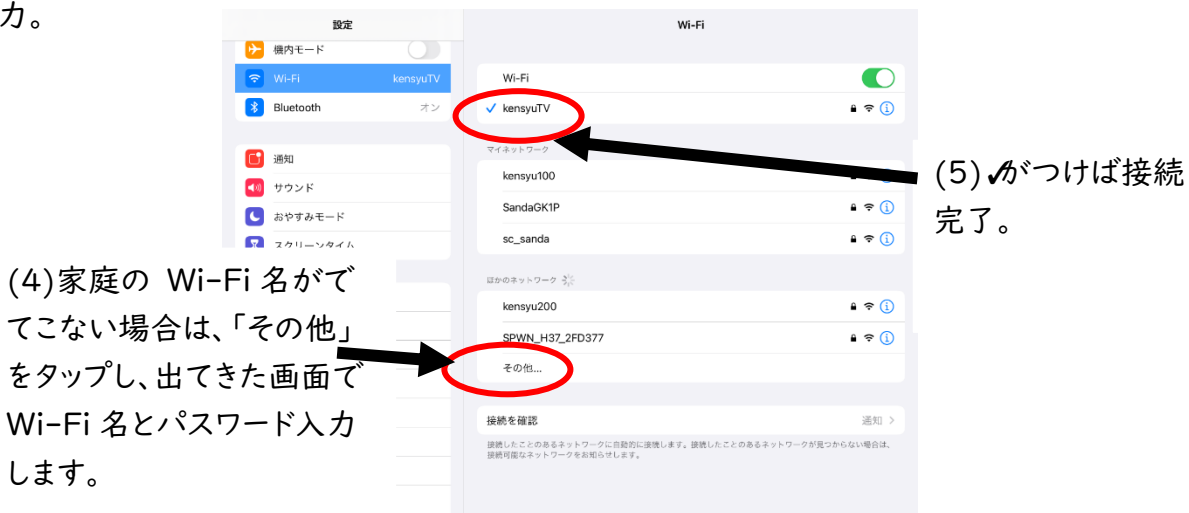 力。
設定
Wi-Fi
機内モード
Wi-Fi kensyuTV
Bluetooth オン
通知
サウンド
おやすみモード
スクリーンタイム
Wi-Fi
✓ kensyuTV
マイネットワーク
kensyu100
SandaGK1P
sc_sanda
ほかのネットワーク
kensyu200
SPWN_H37_2FD377
その他...
接続を確認 通知 >
接続したことのあるネットワークに自動的に接続します。接続したことのあるネットワークが見つからない場合は、
接続可能なネットワークをお知らせします。
(4)家庭の Wi-Fi 名がで
てこない場合は、「その他」
をタップし、出てきた画面で
Wi-Fi 名とパスワード入力
します。
(5)✓がつけば接続
完了。